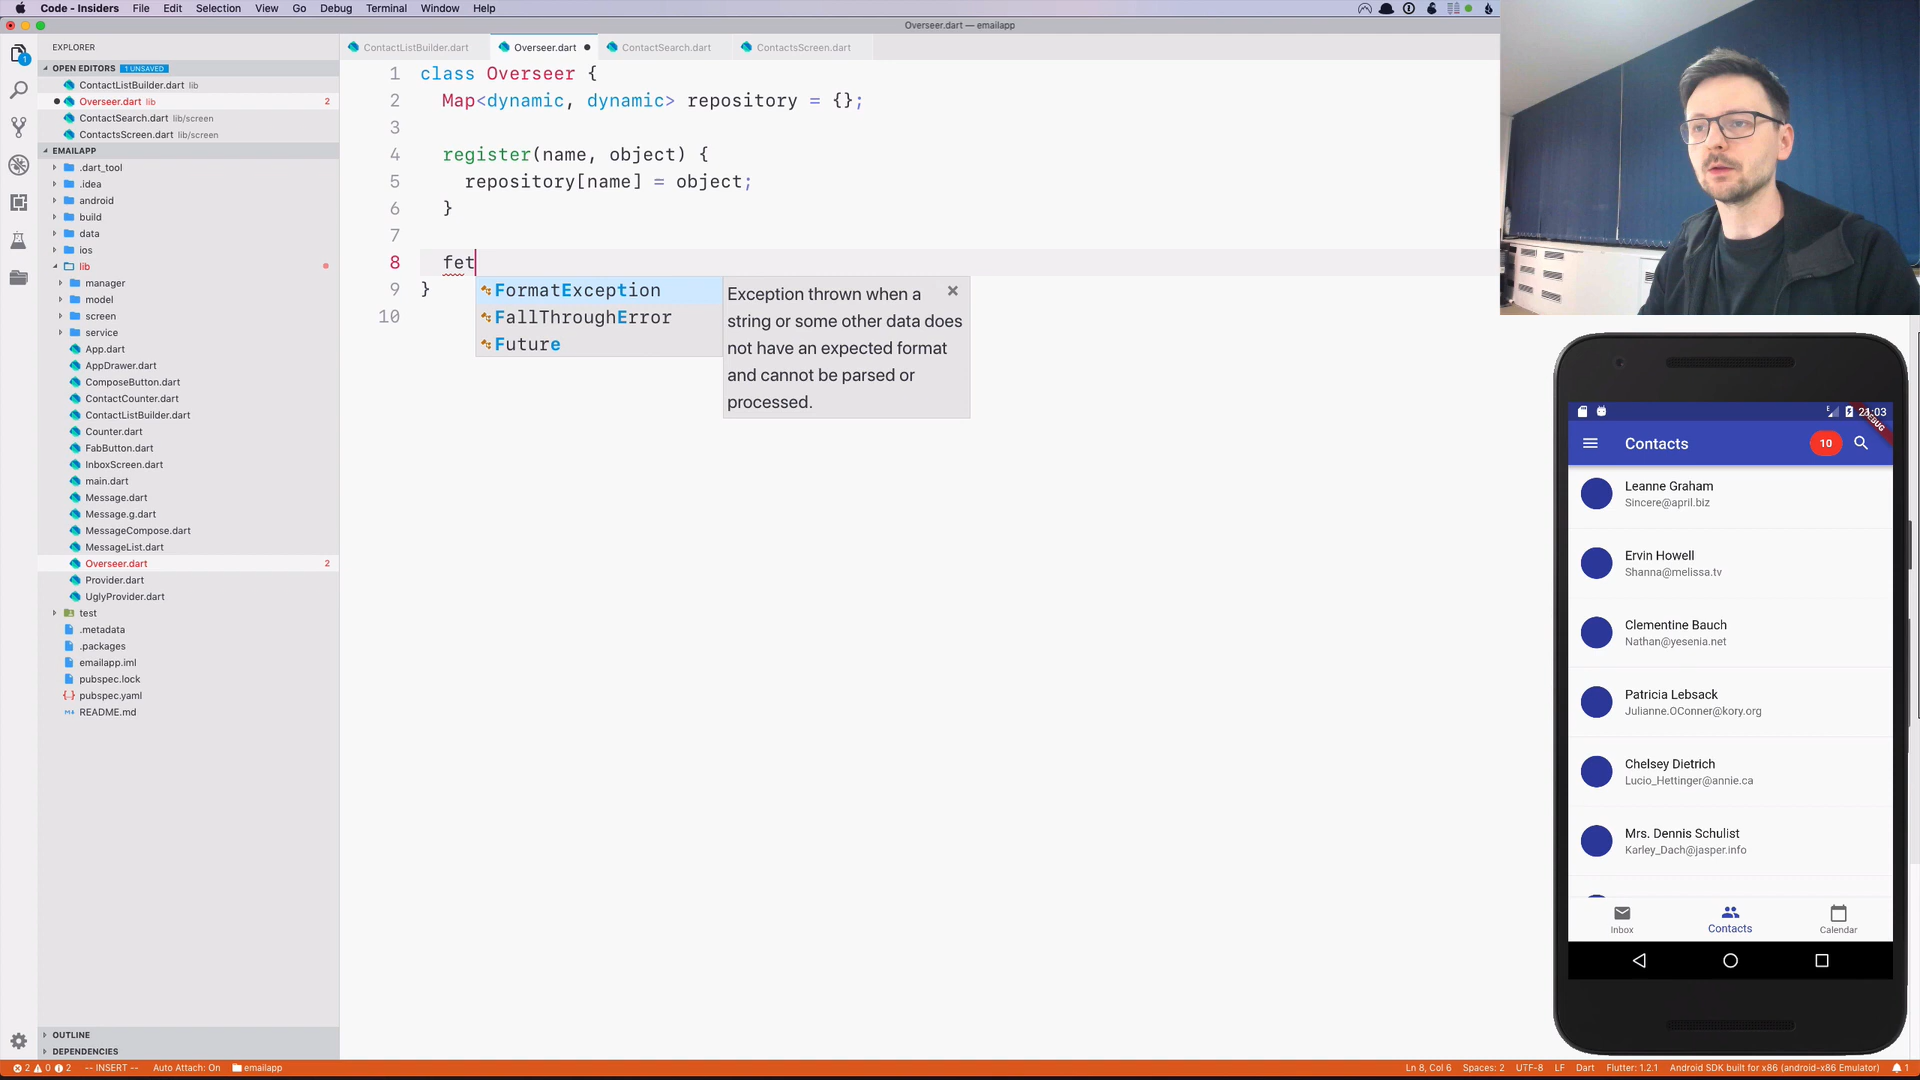 Code - Insiders File Edit Selection View Go Debug Terminal Window Help
Overseer.dart — emailapp
EXPLORER
OPEN EDITORS 1 UNSAVED
ContactListBuilder.dart lib
Overseer.dart lib 2
ContactSearch.dart lib/screen
ContactsScreen.dart lib/screen
EMAILAPP
.dart_tool
.idea
android
build
data
ios
lib
manager
model
screen
service
App.dart
AppDrawer.dart
ComposeButton.dart
ContactCounter.dart
ContactListBuilder.dart
Counter.dart
FabButton.dart
InboxScreen.dart
main.dart
Message.dart
Message.g.dart
MessageCompose.dart
MessageList.dart
Overseer.dart 2
Provider.dart
UglyProvider.dart
test
.metadata
.packages
emailapp.iml
pubspec.lock
pubspec.yaml
README.md
OUTLINE
DEPENDENCIES
ContactListBuilder.dart Overseer.dart ContactSearch.dart ContactsScreen.dart
1 class Overseer {
2 Map<dynamic, dynamic> repository = {};
3
4 register(name, object) {
5 repository[name] = object;
6 }
7
8 fet
9 }
10
FormatException
FallThroughError
Future
Exception thrown when a
string or some other data does
not have an expected format
and cannot be parsed or
processed.
21:03
DEBUG
Contacts 10
Leanne Graham
Sincere@april.biz
Ervin Howell
Shanna@melissa.tv
Clementine Bauch
Nathan@yesenia.net
Patricia Lebsack
Julianne.OConner@kory.org
Chelsey Dietrich
Lucio_Hettinger@annie.ca
Mrs. Dennis Schulist
Karley_Dach@jasper.info
Inbox Contacts Calendar
2 0 2 -- INSERT -- Auto Attach: On emailapp
Ln 8, Col 6 Spaces: 2 UTF-8 LF Dart Flutter: 1.2.1 Android SDK built for x86 (android-x86 Emulator) 1